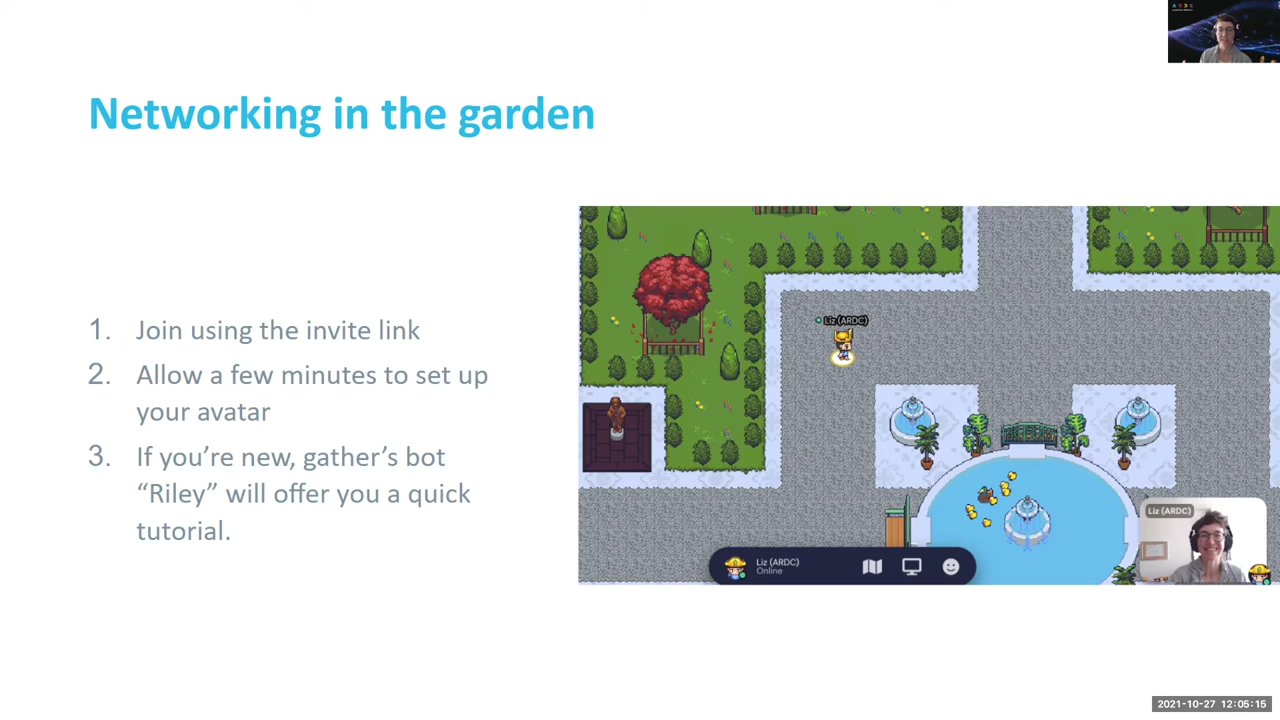 ARDC
Networking in the garden
1. Join using the invite link
2. Allow a few minutes to set up
your avatar
3. If you’re new, gather’s bot
“Riley” will offer you a quick
tutorial.
Liz (ARDC)
Liz (ARDC)
Liz (ARDC)
Online
2021-10-27 12:05:15